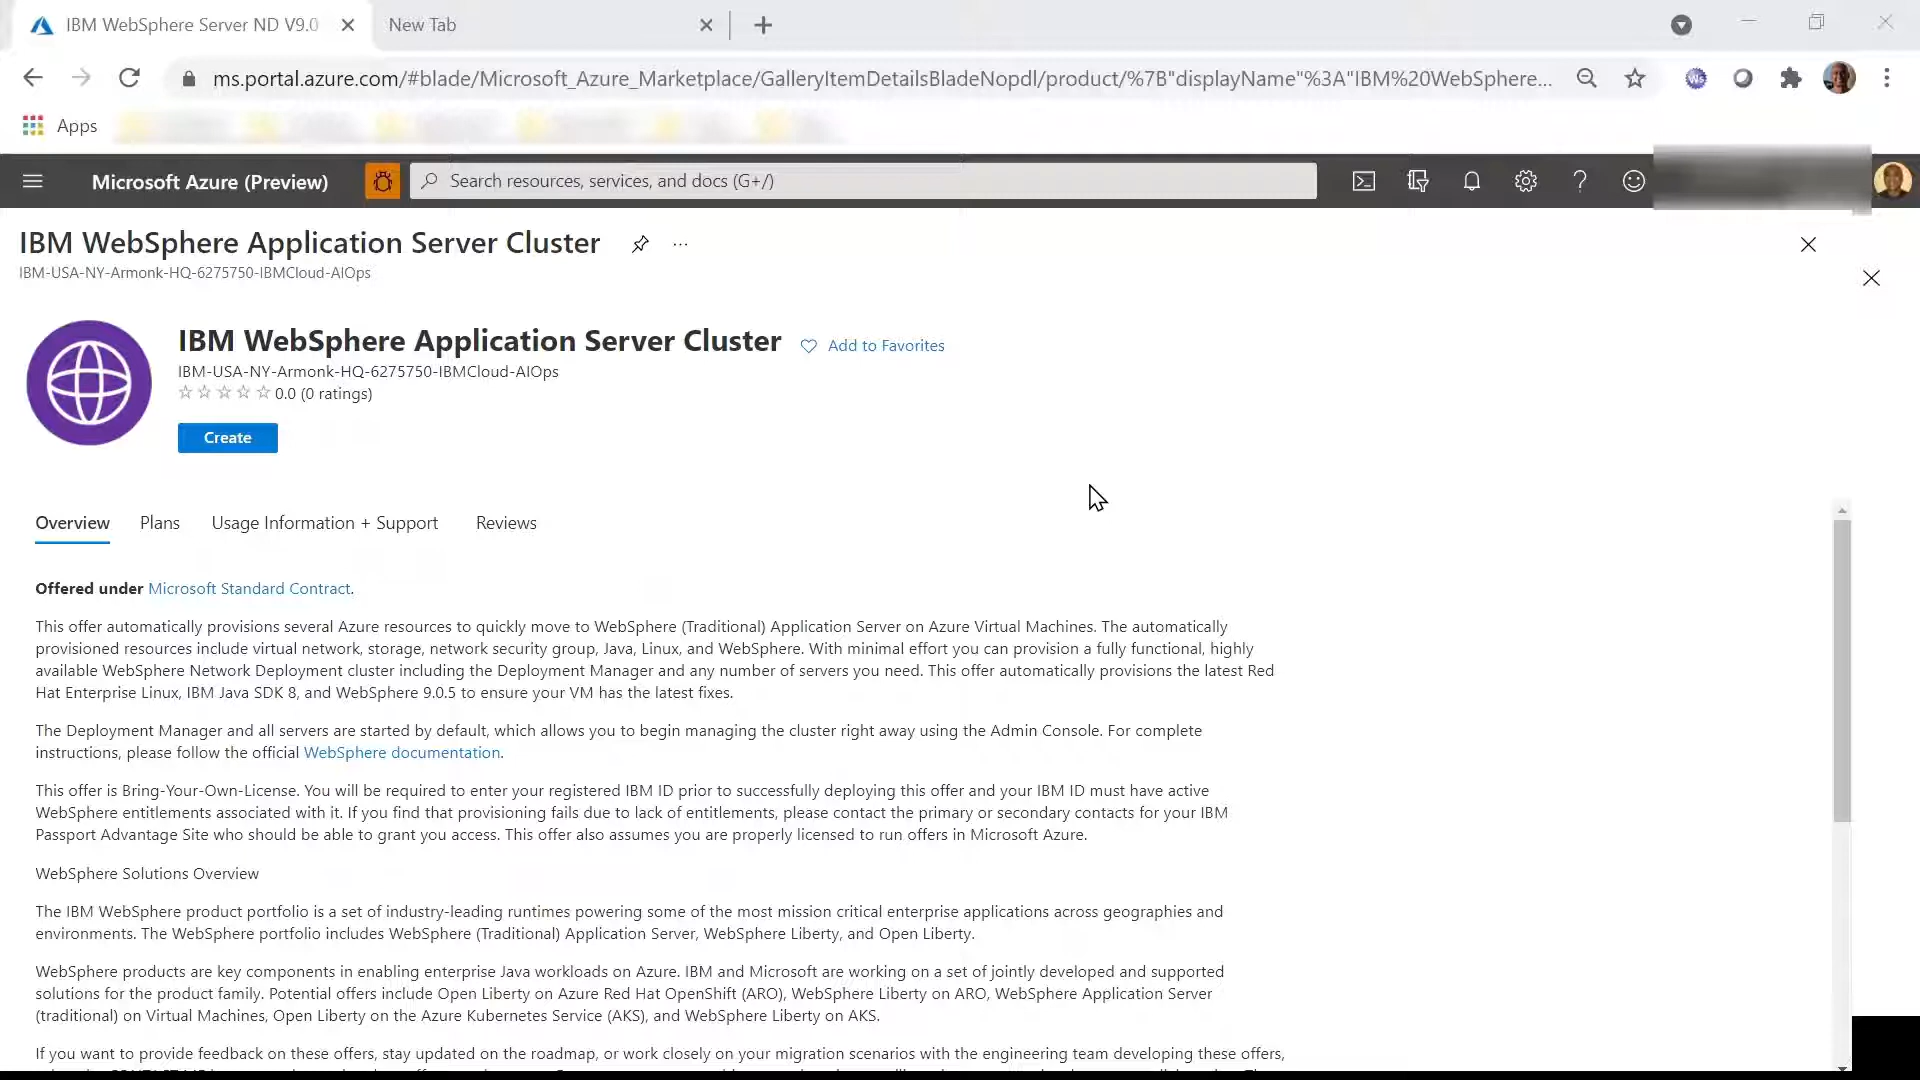 IBM WebSphere Server ND V9.0
New Tab
ms.portal.azure.com/#blade/Microsoft_Azure_Marketplace/GalleryItemDetailsBladeNopdl/product/%7B"displayName"%3A"IBM%20WebSphere...
Ws
Apps
Microsoft Azure (Preview)
Search resources, services, and docs (G+/)
IBM WebSphere Application Server Cluster
...
IBM-USA-NY-Armonk-HQ-6275750-IBMCloud-AIOps
IBM WebSphere Application Server Cluster
Add to Favorites
IBM-USA-NY-Armonk-HQ-6275750-IBMCloud-AIOps
0.0 (0 ratings)
Create
Overview
Plans
Usage Information + Support
Reviews
Offered under Microsoft Standard Contract.
This offer automatically provisions several Azure resources to quickly move to WebSphere (Traditional) Application Server on Azure Virtual Machines. The automatically
provisioned resources include virtual network, storage, network security group, Java, Linux, and WebSphere. With minimal effort you can provision a fully functional, highly
available WebSphere Network Deployment cluster including the Deployment Manager and any number of servers you need. This offer automatically provisions the latest Red
Hat Enterprise Linux, IBM Java SDK 8, and WebSphere 9.0.5 to ensure your VM has the latest fixes.
The Deployment Manager and all servers are started by default, which allows you to begin managing the cluster right away using the Admin Console. For complete
instructions, please follow the official WebSphere documentation.
This offer is Bring-Your-Own-License. You will be required to enter your registered IBM ID prior to successfully deploying this offer and your IBM ID must have active
WebSphere entitlements associated with it. If you find that provisioning fails due to lack of entitlements, please contact the primary or secondary contacts for your IBM
Passport Advantage Site who should be able to grant you access. This offer also assumes you are properly licensed to run offers in Microsoft Azure.
WebSphere Solutions Overview
The IBM WebSphere product portfolio is a set of industry-leading runtimes powering some of the most mission critical enterprise applications across geographies and
environments. The WebSphere portfolio includes WebSphere (Traditional) Application Server, WebSphere Liberty, and Open Liberty.
WebSphere products are key components in enabling enterprise Java workloads on Azure. IBM and Microsoft are working on a set of jointly developed and supported
solutions for the product family. Potential offers include Open Liberty on Azure Red Hat OpenShift (ARO), WebSphere Liberty on ARO, WebSphere Application Server
(traditional) on Virtual Machines, Open Liberty on the Azure Kubernetes Service (AKS), and WebSphere Liberty on AKS.
If you want to provide feedback on these offers, stay updated on the roadmap, or work closely on your migration scenarios with the engineering team developing these offers,